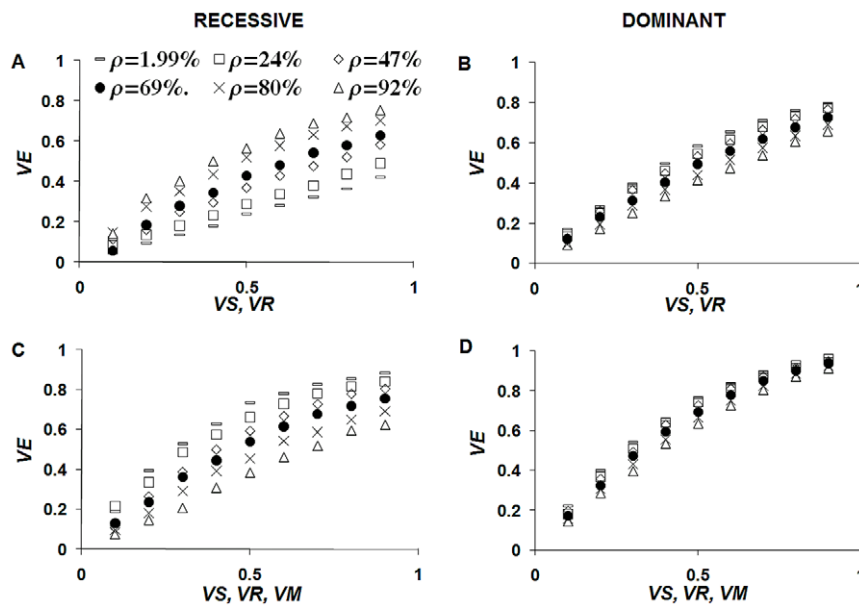 RECESSIVE DOMINANT
A B
ρ=1.99% ρ=24% ρ=47%
ρ=69%. ρ=80% ρ=92%
1 0.8 0.6 0.4 0.2 0
VE
0 0.5 1
VS, VR
1 0.8 0.6 0.4 0.2 0
VE
0 0.5 1
VS, VR
C D
1 0.8 0.6 0.4 0.2 0
VE
0 0.5 1
VS, VR, VM
1 0.8 0.6 0.4 0.2 0
VE
0 0.5 1
VS, VR, VM